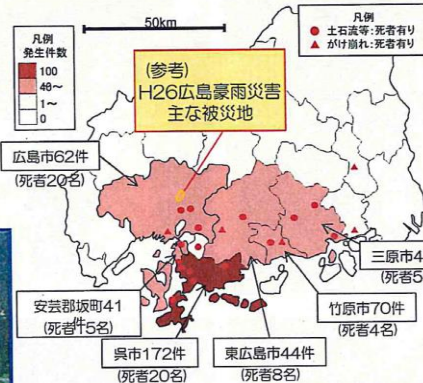 50km
凡例
発生件数
100
40～
1～
0
凡例
土石流等:死者有り
がけ崩れ:死者有り
(参考)
H26広島豪雨災害
主な被災地
広島市62件
(死者20名)
安芸郡坂町41
件
(死者15名)
呉市172件
(死者20名)
東広島市44件
(死者8名)
竹原市70件
(死者4名)
三原市4
(死者5